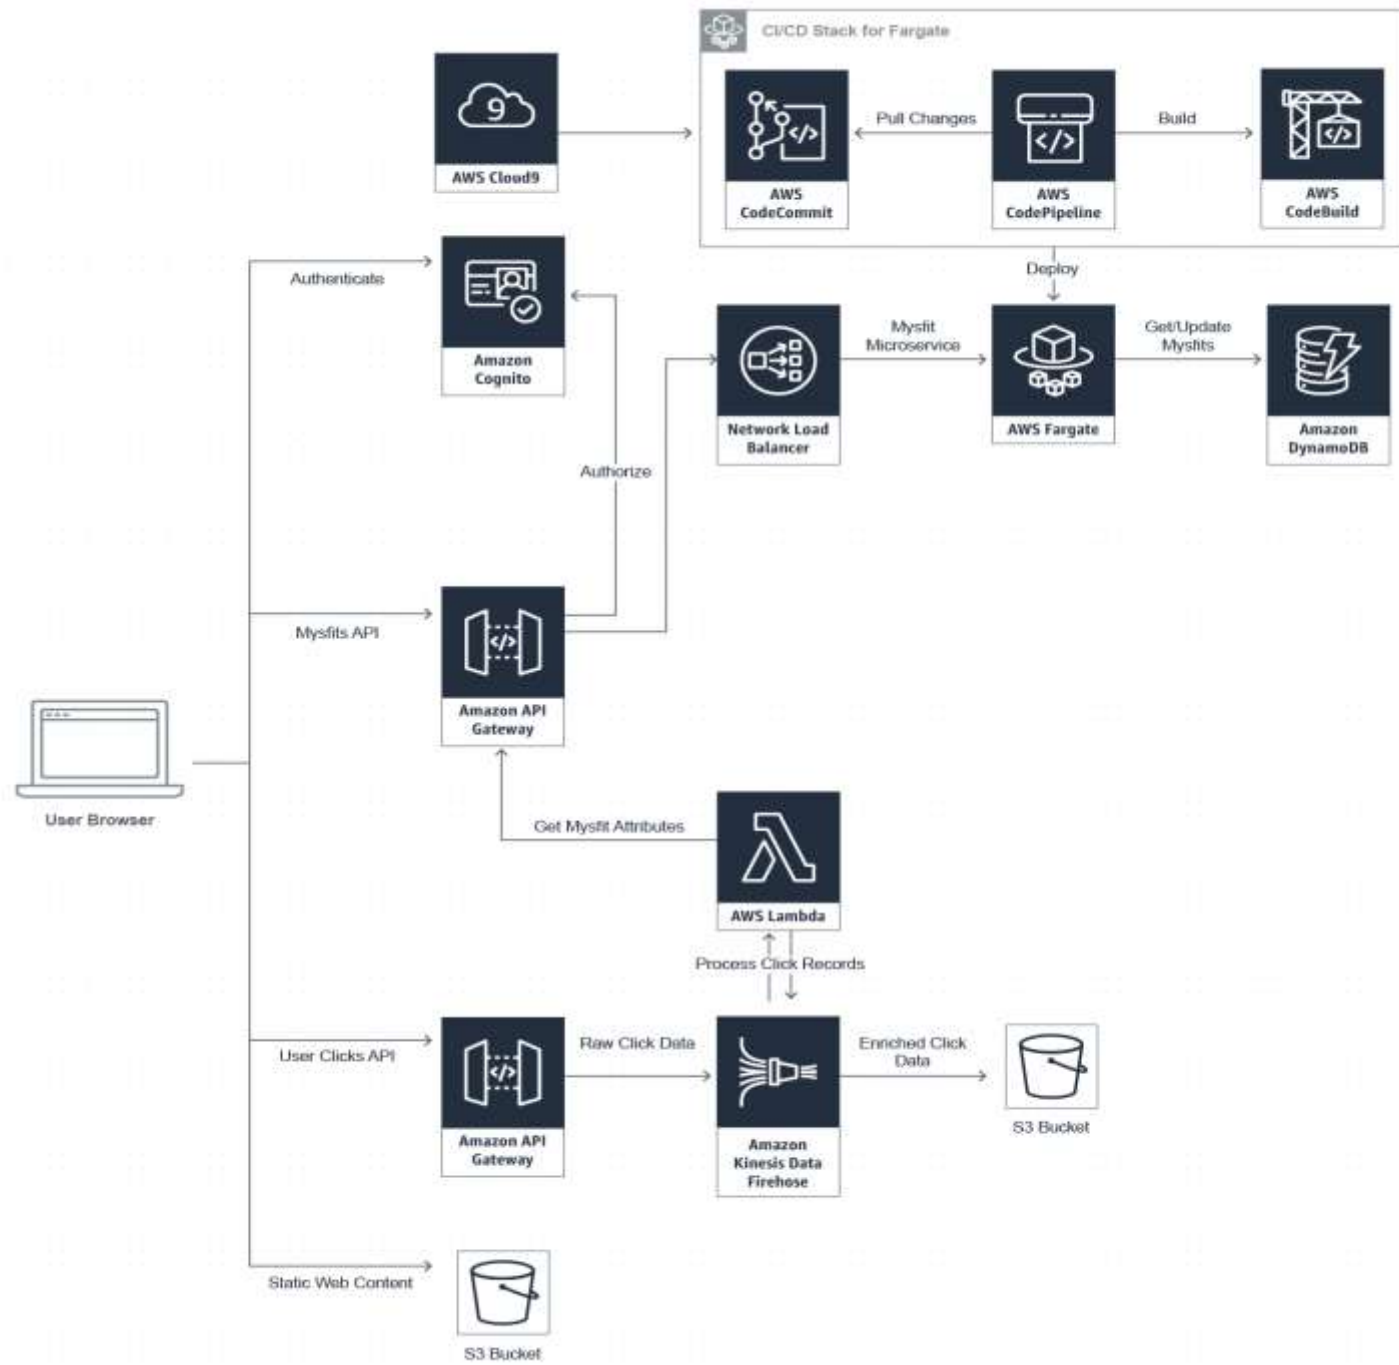 CI/CD Stack for Fargate
9
AWS Cloud9
Pull Changes
Build
</>
</>
</>
AWS
CodeCommit
AWS
CodePipeline
AWS
CodeBuild
Deploy
Authenticate
Amazon
Cognito
Mysfit
Microservice
Get/Update
Mysfits
Network Load
Balancer
AWS Fargate
Amazon
DynamoDB
Authorize
Mysfits API
</>
Amazon API
Gateway
User Browser
Get Mysfit Attributes
AWS Lambda
Process Click Records
User Clicks API
</>
Amazon API
Gateway
Raw Click Data
Amazon
Kinesis Data
Firehose
Enriched Click
Data
S3 Bucket
Static Web Content
S3 Bucket